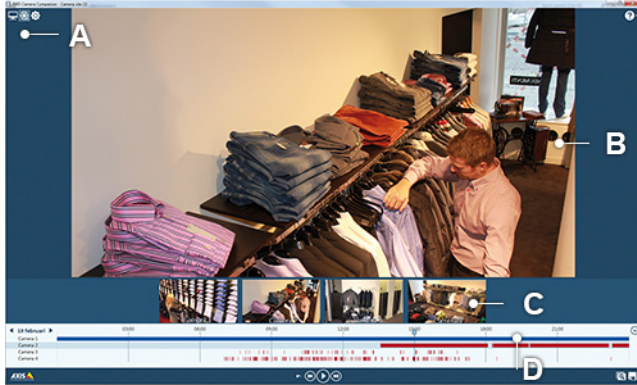 AXIS Camera Companion - Camera site (3)
A
?
B
C
13 februari
03:00
06:00
09:00
12:00
15:00
18:00
21:00
Camera 1
Camera 2
Camera 3
Camera 4
D
AXIS